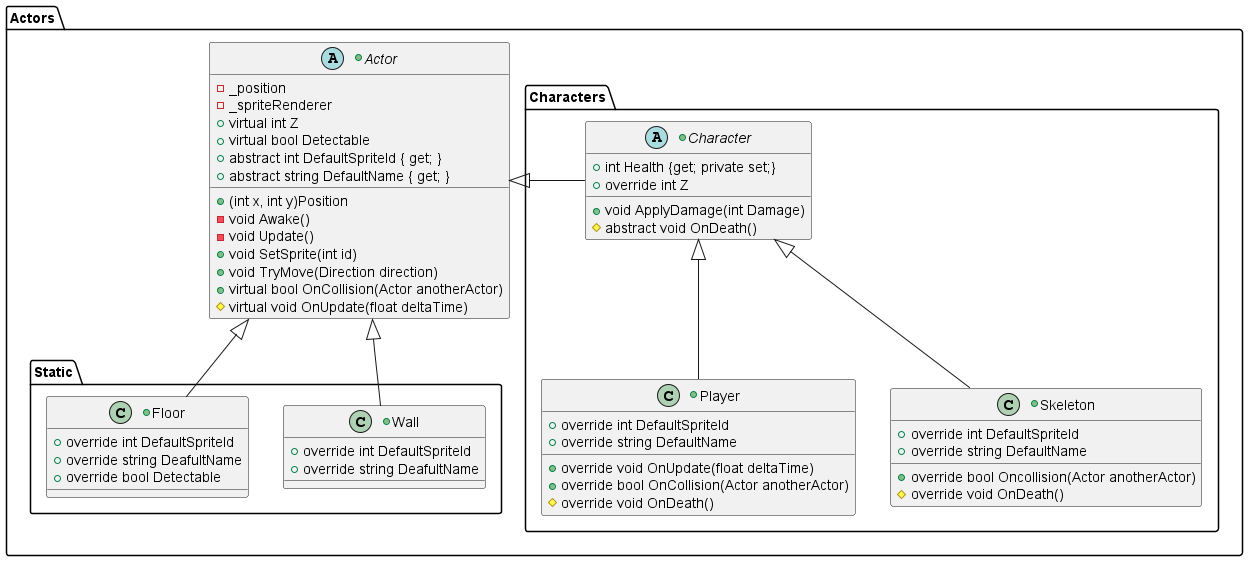 Actors
A Actor
_position
_spriteRenderer
virtual int Z
virtual bool Detectable
abstract int DefaultSpriteId { get; }
abstract string DefaultName { get; }
(int x, int y)Position
void Awake()
void Update()
void SetSprite(int id)
void TryMove(Direction direction)
virtual bool OnCollision(Actor anotherActor)
virtual void OnUpdate(float deltaTime)
Characters
A Character
int Health {get; private set;}
override int Z
void ApplyDamage(int Damage)
abstract void OnDeath()
Static
C Floor
override int DefaultSpriteId
override string DeafultName
override bool Detectable
C Wall
override int DefaultSpriteId
override string DeafultName
C Player
override int DefaultSpriteId
override string DefaultName
override void OnUpdate(float deltaTime)
override bool OnCollision(Actor anotherActor)
override void OnDeath()
C Skeleton
override int DefaultSpriteId
override string DefaultName
override bool Oncollision(Actor anotherActor)
override void OnDeath()